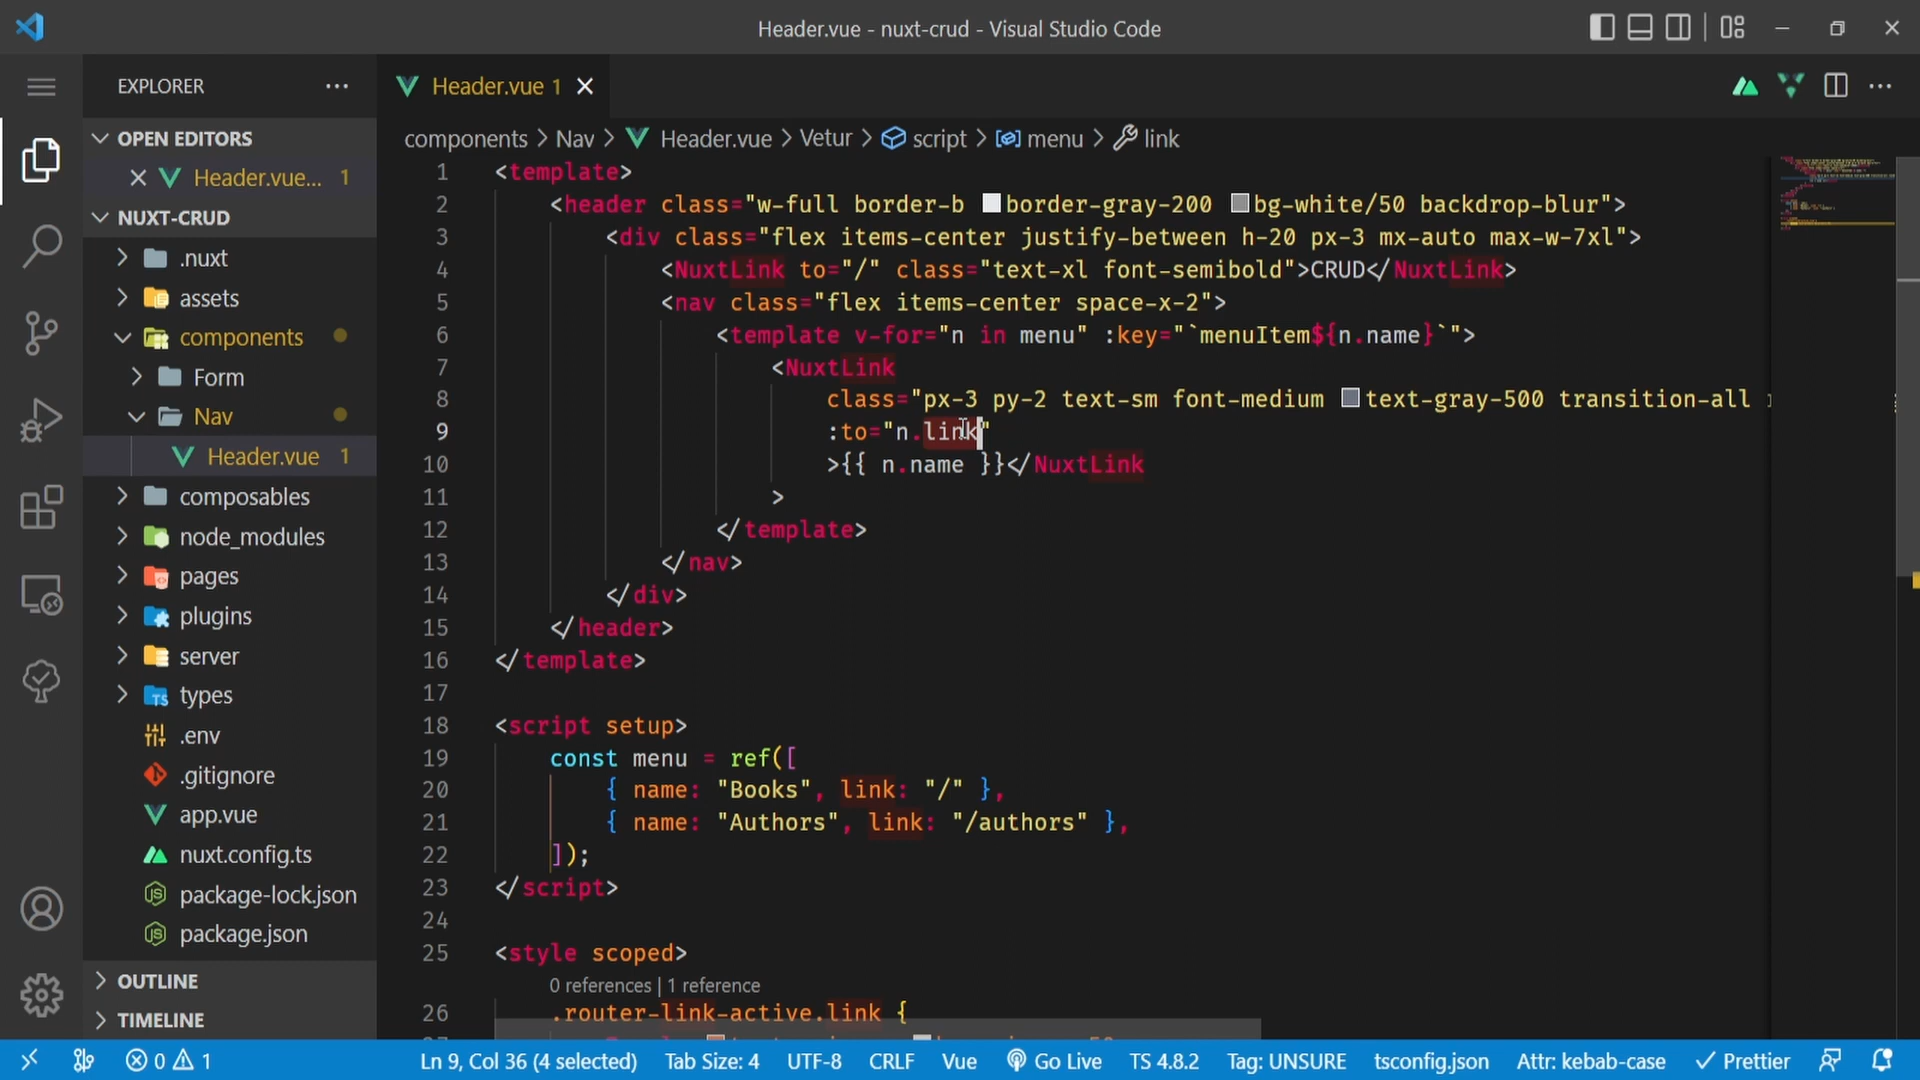 Header.vue - nuxt-crud - Visual Studio Code
EXPLORER
Header.vue 1
OPEN EDITORS
Header.vue... 1
NUXT-CRUD
.nuxt
assets
components
Form
Nav
Header.vue 1
composables
node_modules
pages
plugins
server
types
.env
.gitignore
app.vue
nuxt.config.ts
package-lock.json
package.json
OUTLINE
TIMELINE
components > Nav > Header.vue > Vetur > script > menu > link
1 <template>
2 <header class="w-full border-b border-gray-200 bg-white/50 backdrop-blur">
3 <div class="flex items-center justify-between h-20 px-3 mx-auto max-w-7xl">
4 <NuxtLink to="/" class="text-xl font-semibold">CRUD</NuxtLink>
5 <nav class="flex items-center space-x-2">
6 <template v-for="n in menu" :key="`menuItem${n.name}`">
7 <NuxtLink
8 class="px-3 py-2 text-sm font-medium text-gray-500 transition-all
9 :to="n.link"
10 >{{ n.name }}</NuxtLink
11 >
12 </template>
13 </nav>
14 </div>
15 </header>
16 </template>
17
18 <script setup>
19 const menu = ref([
20 { name: "Books", link: "/" },
21 { name: "Authors", link: "/authors" },
22 ]);
23 </script>
24
25 <style scoped>
0 references | 1 reference
26 .router-link-active.link {
0 1 Ln 9, Col 36 (4 selected) Tab Size: 4 UTF-8 CRLF Vue Go Live TS 4.8.2 Tag: UNSURE tsconfig.json Attr: kebab-case Prettier